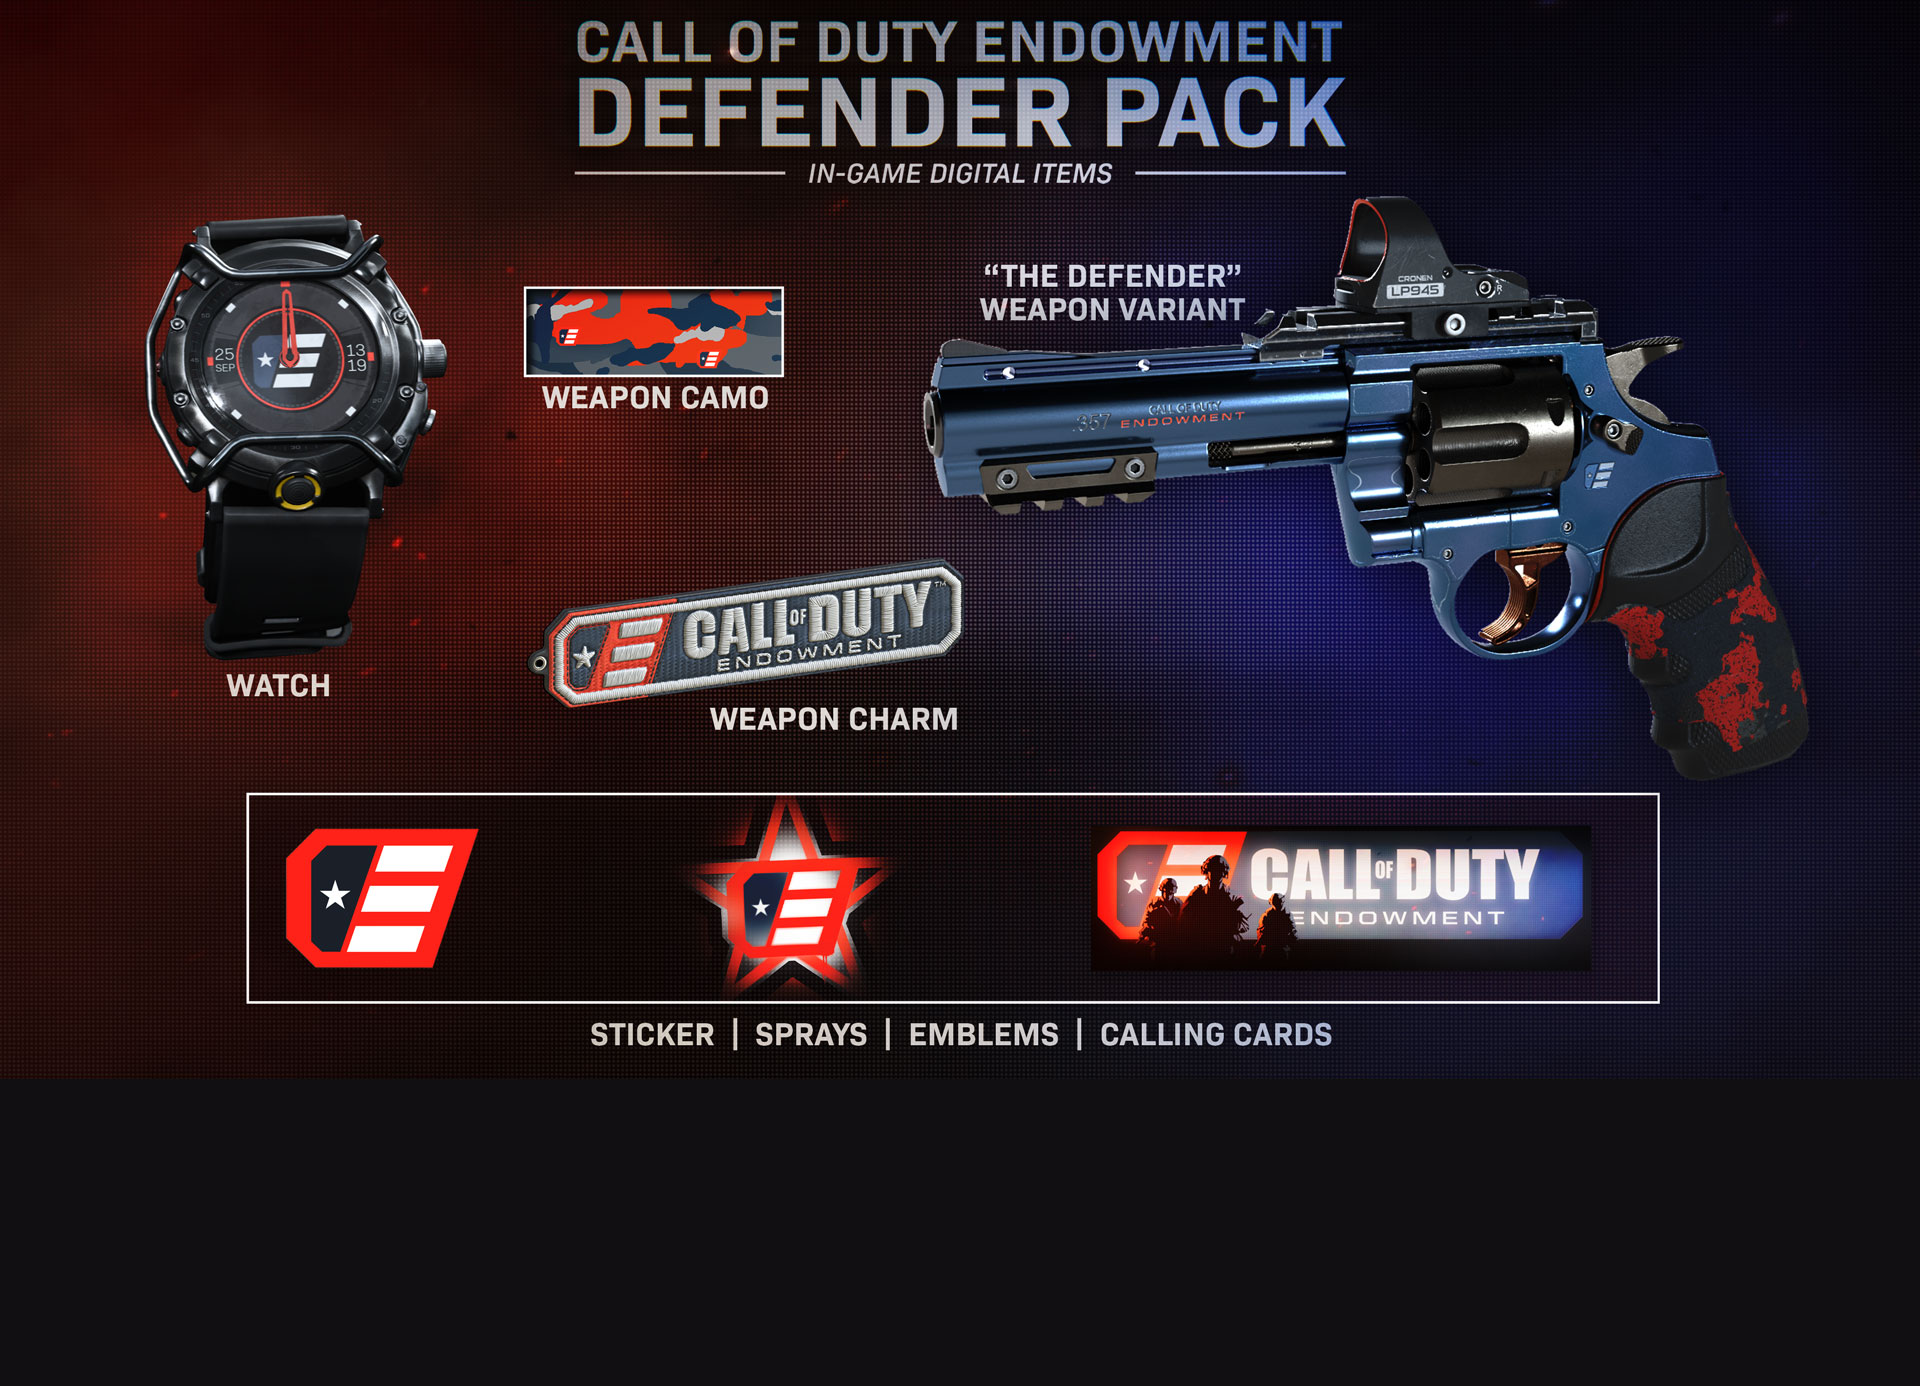 CALL OF DUTY ENDOWMENT
DEFENDER PACK
IN-GAME DIGITAL ITEMS
"THE DEFENDER"
WEAPON VARIANT
CRONEN
LP945
.357
CALL OF DUTY
ENDOWMENT
25
SEP
13
19
WEAPON CAMO
WATCH
CALL OF DUTY™
ENDOWMENT
WEAPON CHARM
CALL OF DUTY
ENDOWMENT
STICKER | SPRAYS | EMBLEMS | CALLING CARDS